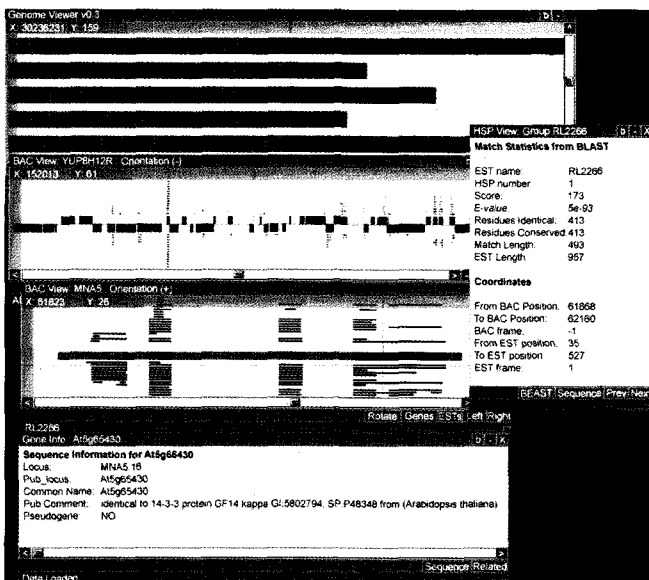 Genome Viewer v0.3 b - X
X: 30236231 Y: 159
BAC View: YUP8H12R Orientation (-)
X: 152013 Y: 61
BAC View: MNA5 Orientation (+)
X: 81823 Y: 26
Rotate Genes ESTs Left Right
HSP View: Group RL2266 b - X
Match Statistics from BLAST
EST name: RL2266
HSP number 1
Score: 173
E-value: 5e-93
Residues Identical: 413
Residues Conserved: 413
Match Length: 493
EST Length 957
Coordinates
From BAC Position: 61868
To BAC Position: 62160
BAC frame: -1
From EST position: 35
To EST position 527
EST frame: 1
BEAST Sequence Prev Next
RL2266
Gene Info: At5g65430 b - X
Sequence Information for At5g65430
Locus: MNA5.16
Pub_locus: At5g65430
Common Name: At5g65430
Pub Comment: identical to 14-3-3 protein GF14 kappa GI:5802794, SP:P48348 from (Arabidopsis thaliana)
Pseudogene: NO
Sequence Related
Data Loaded